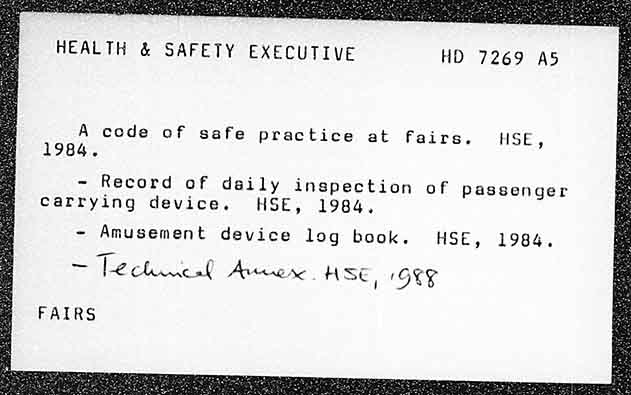 HEALTH & SAFETY EXECUTIVE HD 7269 A5
A code of safe practice at fairs. HSE,
1984.
- Record of daily inspection of passenger
carrying device. HSE, 1984.
- Amusement device log book. HSE, 1984.
- Technical Annex. HSE, 1988
FAIRS